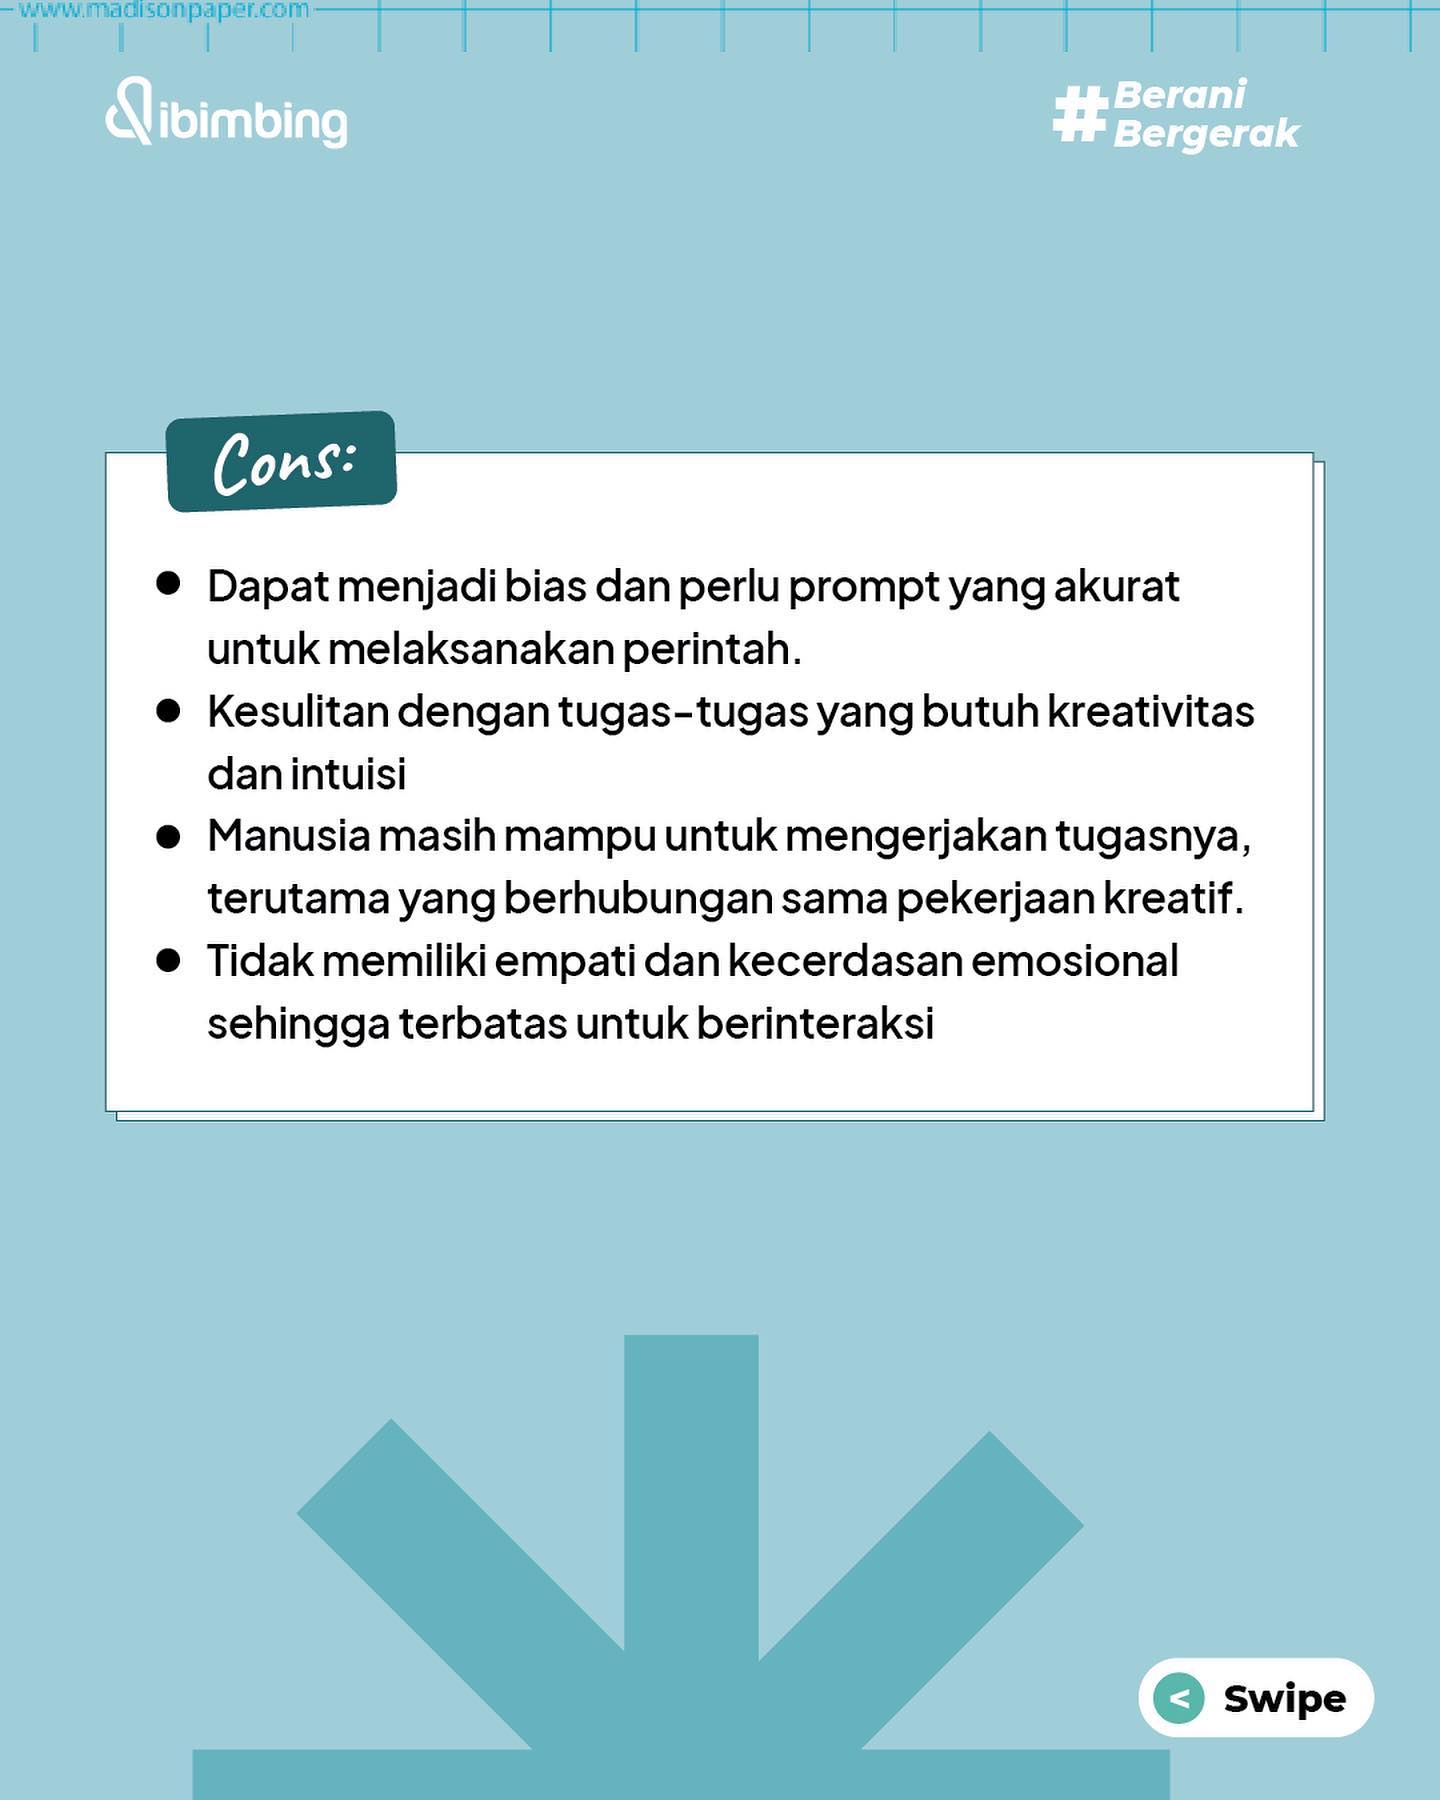 www.madisonpaper.com
dibimbing
#Berani
Bergerak
Cons:
● Dapat menjadi bias dan perlu prompt yang akurat
untuk melaksanakan perintah.
● Kesulitan dengan tugas-tugas yang butuh kreativitas
dan intuisi
● Manusia masih mampu untuk mengerjakan tugasnya,
terutama yang berhubungan sama pekerjaan kreatif.
● Tidak memiliki empati dan kecerdasan emosional
sehingga terbatas untuk berinteraksi
< Swipe